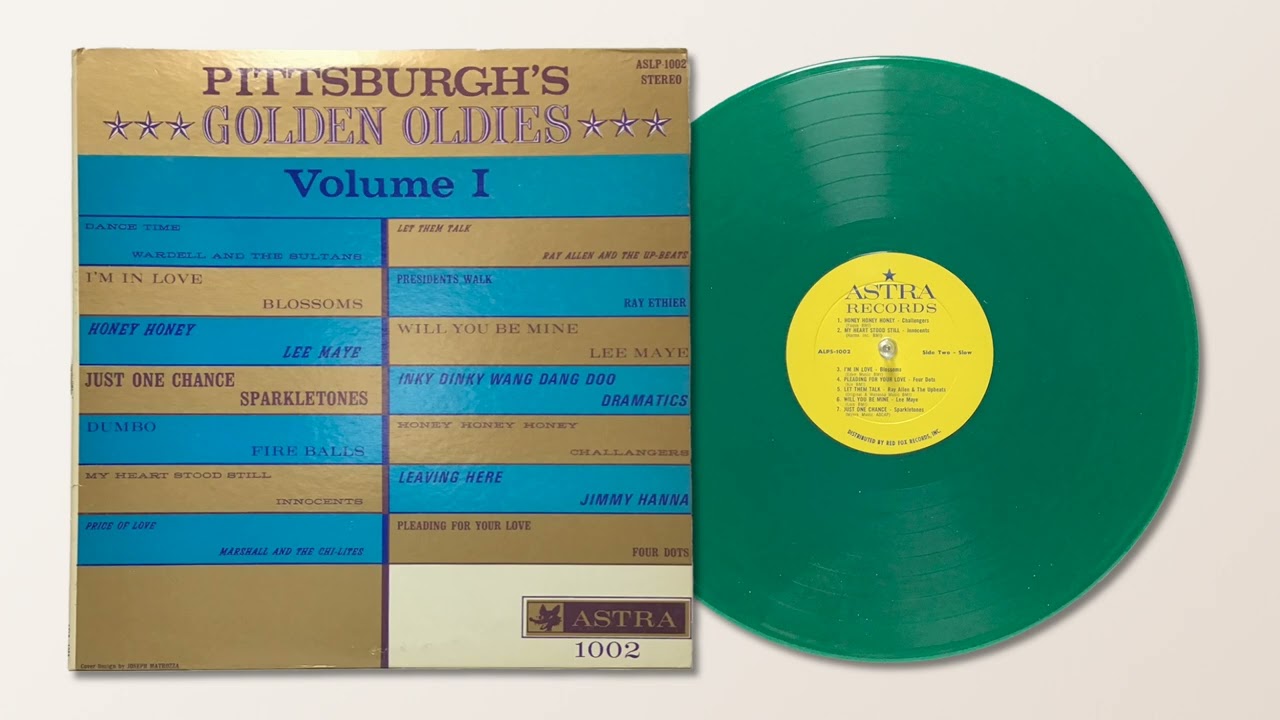 PITTSBURGH'S
ASLP-1002
STEREO
GOLDEN OLDIES
Volume I
DANCE TIME
WARDELL AND THE SULTANS
I'M IN LOVE
BLOSSOMS
HONEY HONEY
LEE MAYE
JUST ONE CHANCE
SPARKLETONES
DUMBO
FIRE BALLS
MY HEART STOOD STILL
INNOCENTS
PRICE OF LOVE
MARSHALL AND THE CHI-LITES
LET THEM TALK
RAY ALLEN AND THE UP-BEATS
PRESIDENTS WALK
RAY ETHIER
WILL YOU BE MINE
LEE MAYE
INKY DINKY WANG DANG DOO
DRAMATICS
HONEY HONEY HONEY
CHALLANGERS
LEAVING HERE
JIMMY HANNA
PLEADING FOR YOUR LOVE
FOUR DOTS
ASTRA
1002
Cover Design by JOSEPH
ASTRA
RECORDS
1. HONEY HONEY HONEY - Challangers
2. MY HEART STOOD STILL - Innocents
ALPS-1002 Side Two - Slow
3. I'M IN LOVE - Blossoms
4. PLEADING FOR YOUR LOVE - Four Dots
5. LET THEM TALK - Ray Allen & The Upbeats
6. WILL YOU BE MINE - Lee Maye
7. JUST ONE CHANCE - Sparkletones
DISTRIBUTED BY RED FOX RECORDS, INC.